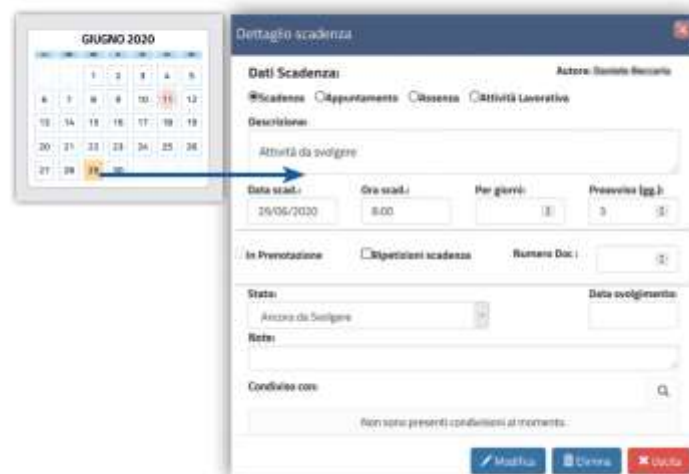 GIUGNO 2020
1 2 3 4 5
6 7 8 9 10 11 12
13 14 15 16 17 18 19
20 21 22 23 24 25 26
27 28 29 30
Dettaglio scadenza
Dati Scadenza:
Autore:
Scadenza Appuntamento Assenza Attività Lavorativa
Descrizione:
Attività da svolgere
Data scad.: Ora scad.: Per giorni: Preavviso (gg.):
29/06/2020 8:00 3
In Prenotazione Ripetizioni scadenza Numero Doc :
Stato: Data svolgimento:
Ancora da Svolgere
Note:
Condiviso con:
Non sono presenti condivisioni al momento.
Modifica Elimina Uscita